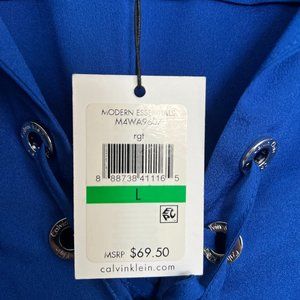 MODERN ESSENTIALS
rgt
8 88738 41116 5
L
MSRP $69.50
calvinklein.com